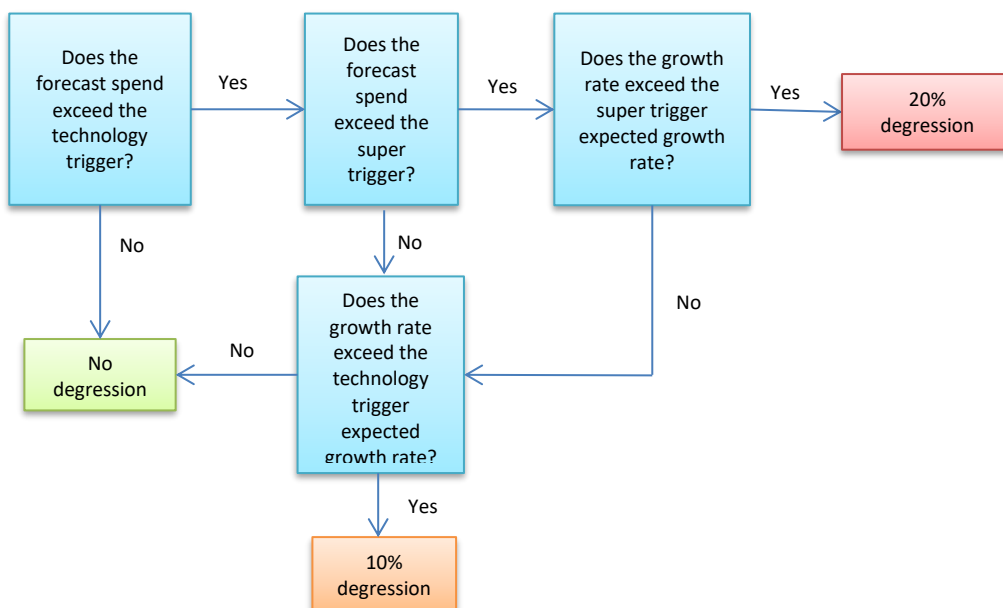 Does the
forecast spend
exceed the
technology
trigger?
Yes
Does the
forecast
spend
exceed the
super
trigger?
Yes
Does the growth
rate exceed the
super trigger
expected growth
rate?
Yes
20%
degression
No
No
No
Does the
growth rate
exceed the
technology
trigger
expected
growth rate?
No
No
degression
Yes
10%
degression